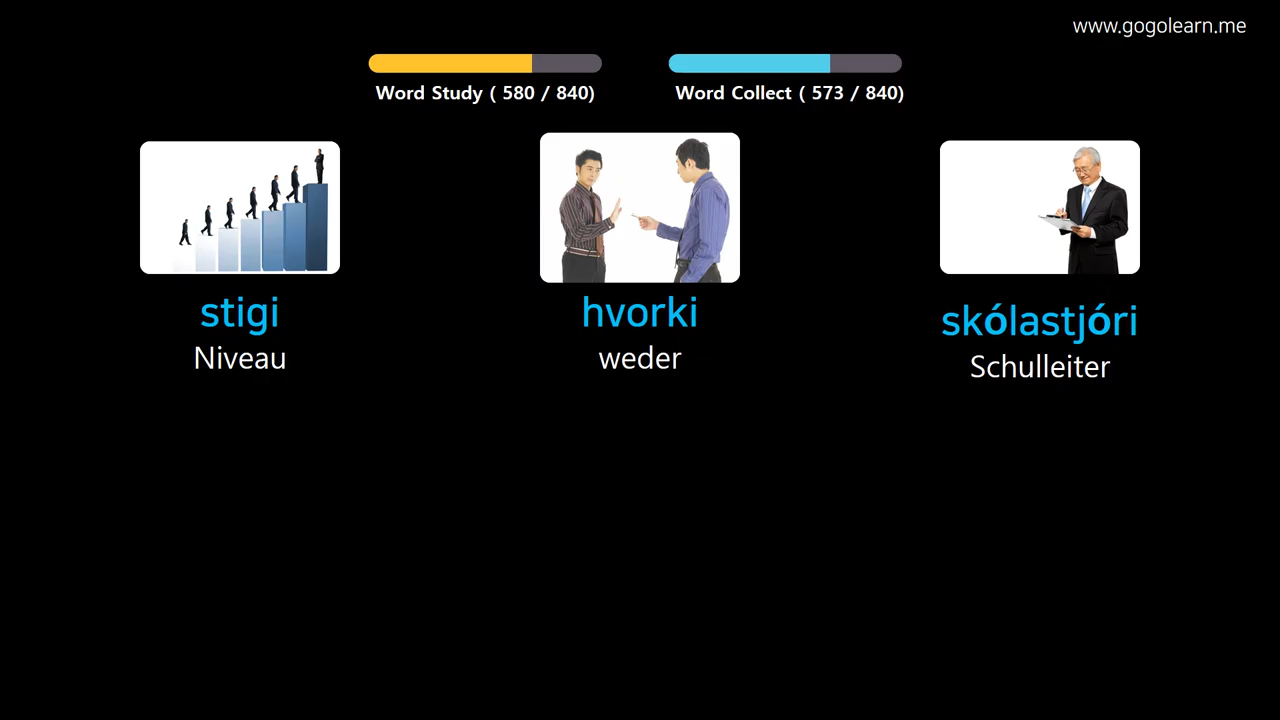 www.gogolearn.me
Word Study ( 580 / 840)
Word Collect ( 573 / 840)
stigi
Niveau
hvorki
weder
skólastjóri
Schulleiter